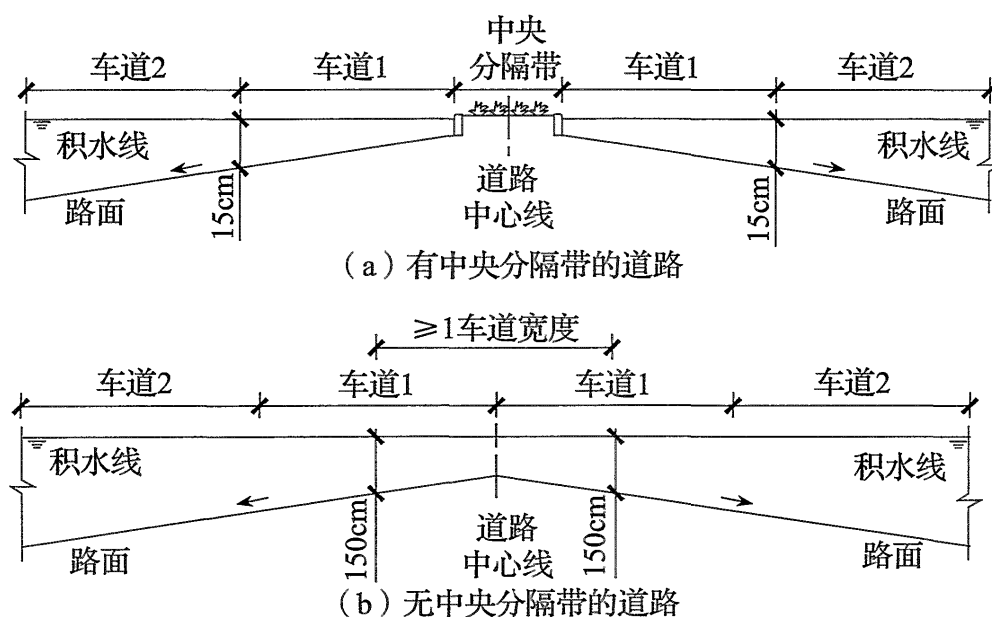 中央
分隔带
车道2 车道1 车道1 车道2
积水线 积水线
路面 15cm 道路 15cm 路面
中心线
（a）有中央分隔带的道路
≥1车道宽度
车道2 车道1 车道1 车道2
积水线 积水线
路面 150cm 道路 150cm 路面
中心线
（b）无中央分隔带的道路